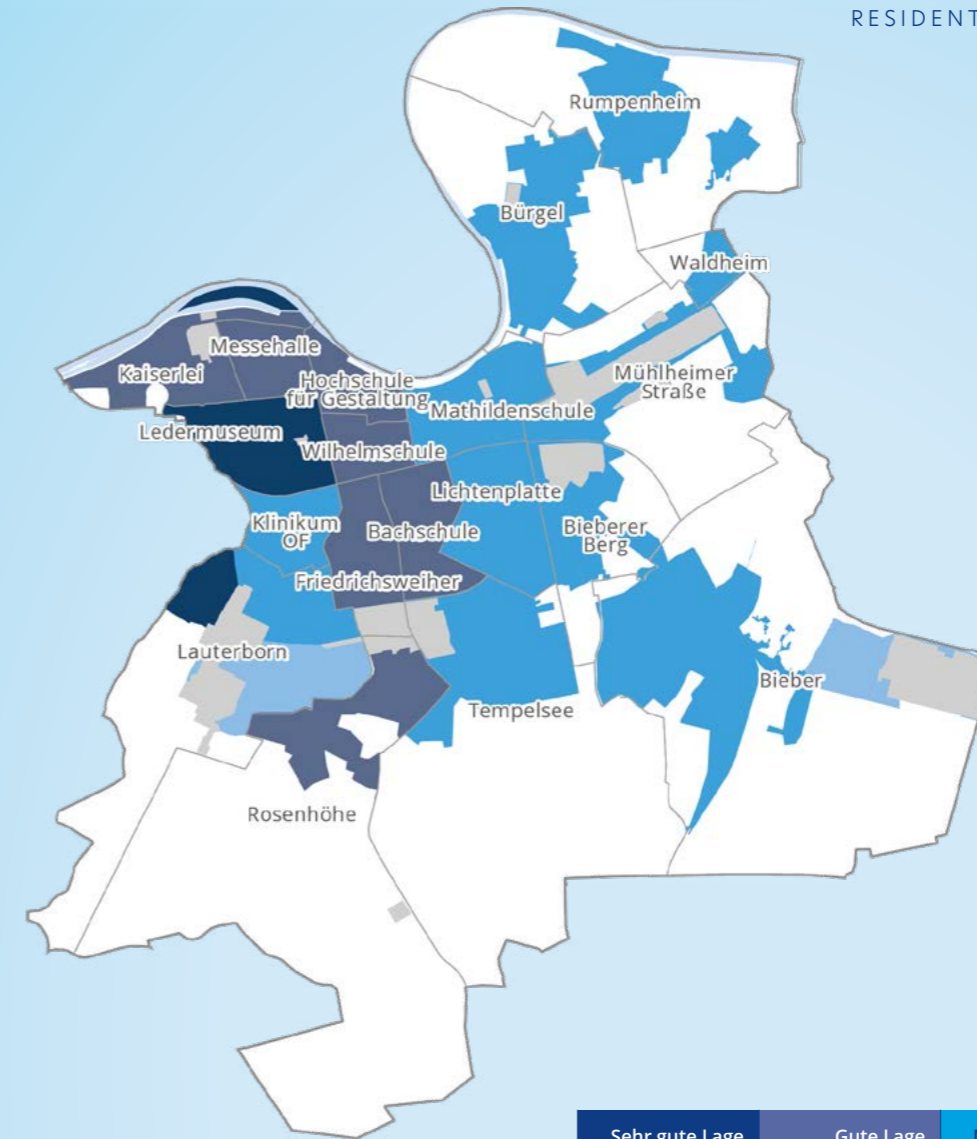 RESIDENT
Rumpenheim
Bürgel
Waldheim
Messehalle
Kaiserlei
Hochschule
für Gestaltung
Mühlheimer
Straße
Mathildenschule
Ledermuseum
Wilhelmschule
Lichtenplatte
Klinikum
OF
Bachschule
Bieberer
Berg
Friedrichsweiher
Lauterborn
Bieber
Tempelsee
Rosenhöhe
Sehr gute Lage
Gute Lage